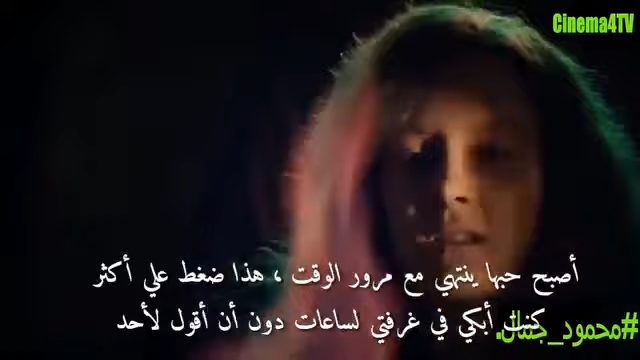 Cinema4TV
أصبح حبها ينتهي مع مرور الوقت ، هذا ضغط علي أكثر
كنت أبكي في غرفتي لساعات دون أن أقول لأحد
#محمود_جمال